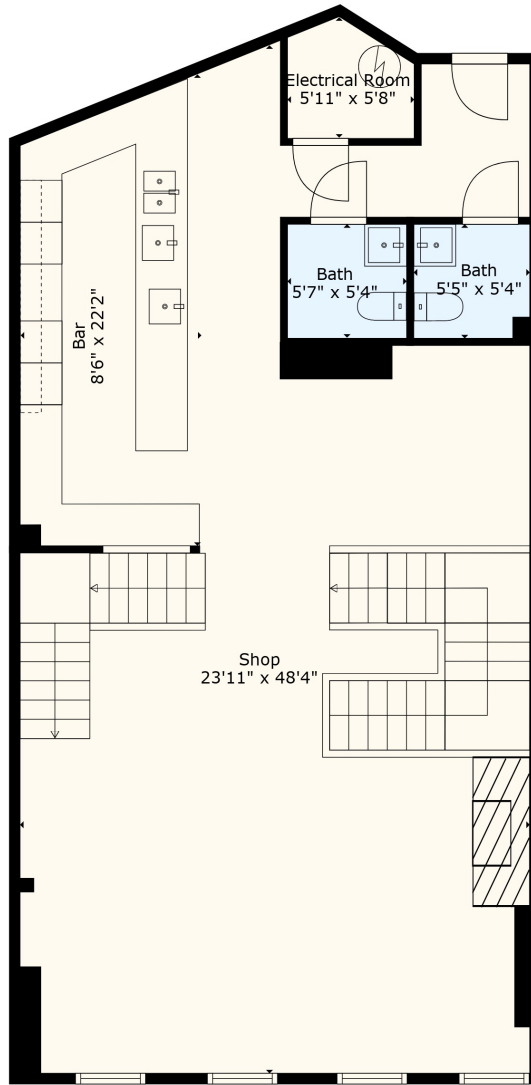 Electrical Room
5'11" x 5'8"
Bath
5'7" x 5'4"
Bath
5'5" x 5'4"
Bar
8'6" x 22'2"
Shop
23'11" x 48'4"